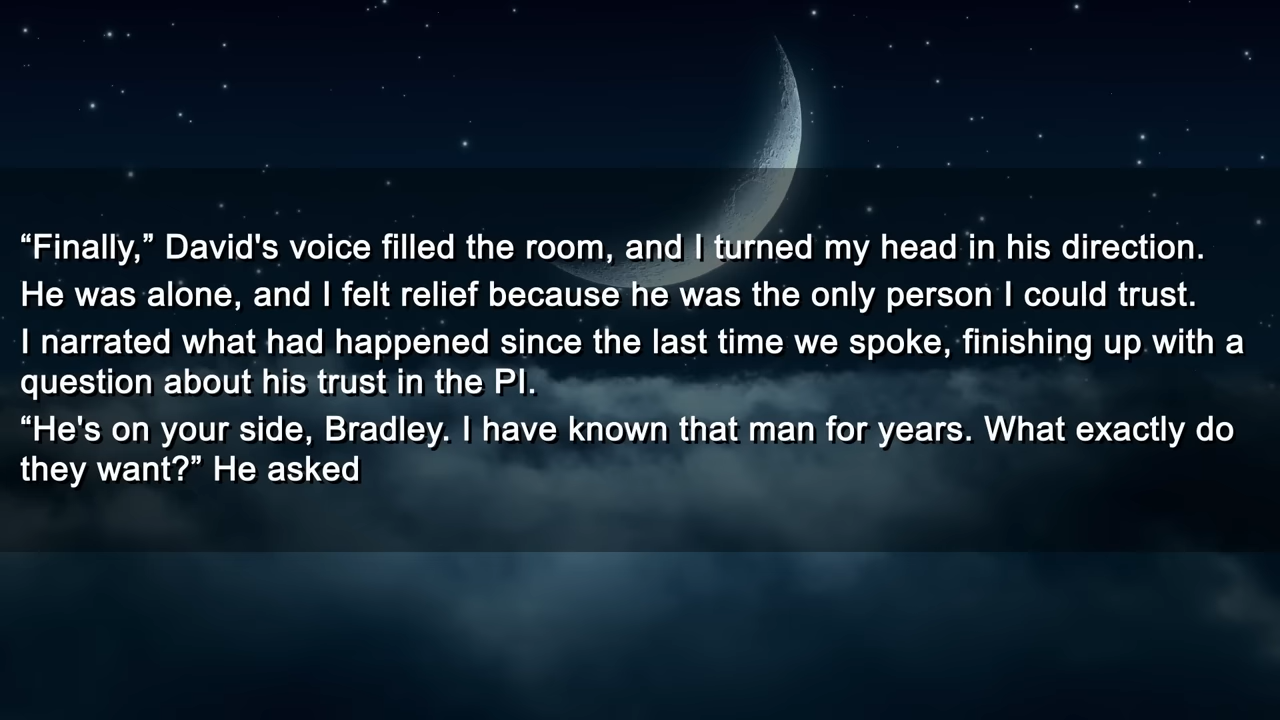 “Finally,” David's voice filled the room, and I turned my head in his direction.
He was alone, and I felt relief because he was the only person I could trust.
I narrated what had happened since the last time we spoke, finishing up with a
question about his trust in the PI.
“He's on your side, Bradley. I have known that man for years. What exactly do
they want?” He asked